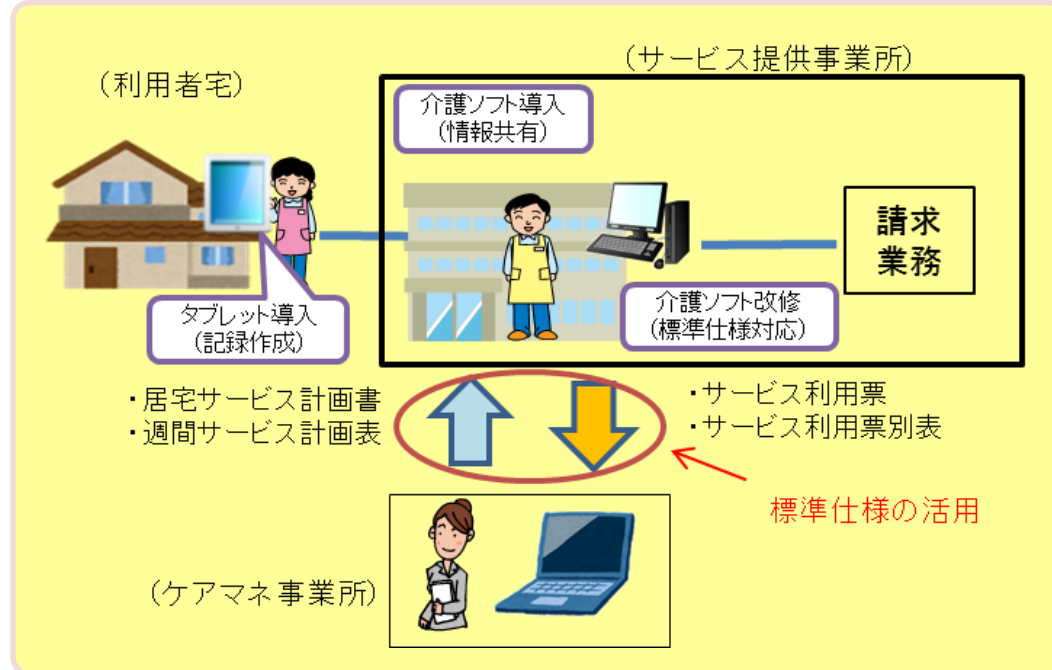 （サービス提供事業所）
（利用者宅）
介護ソフト導入
（情報共有）
請求
業務
タブレット導入
（記録作成）
介護ソフト改修
（標準仕様対応）
・居宅サービス計画書
・週間サービス計画表
・サービス利用票
・サービス利用票別表
標準仕様の活用
（ケアマネ事業所）